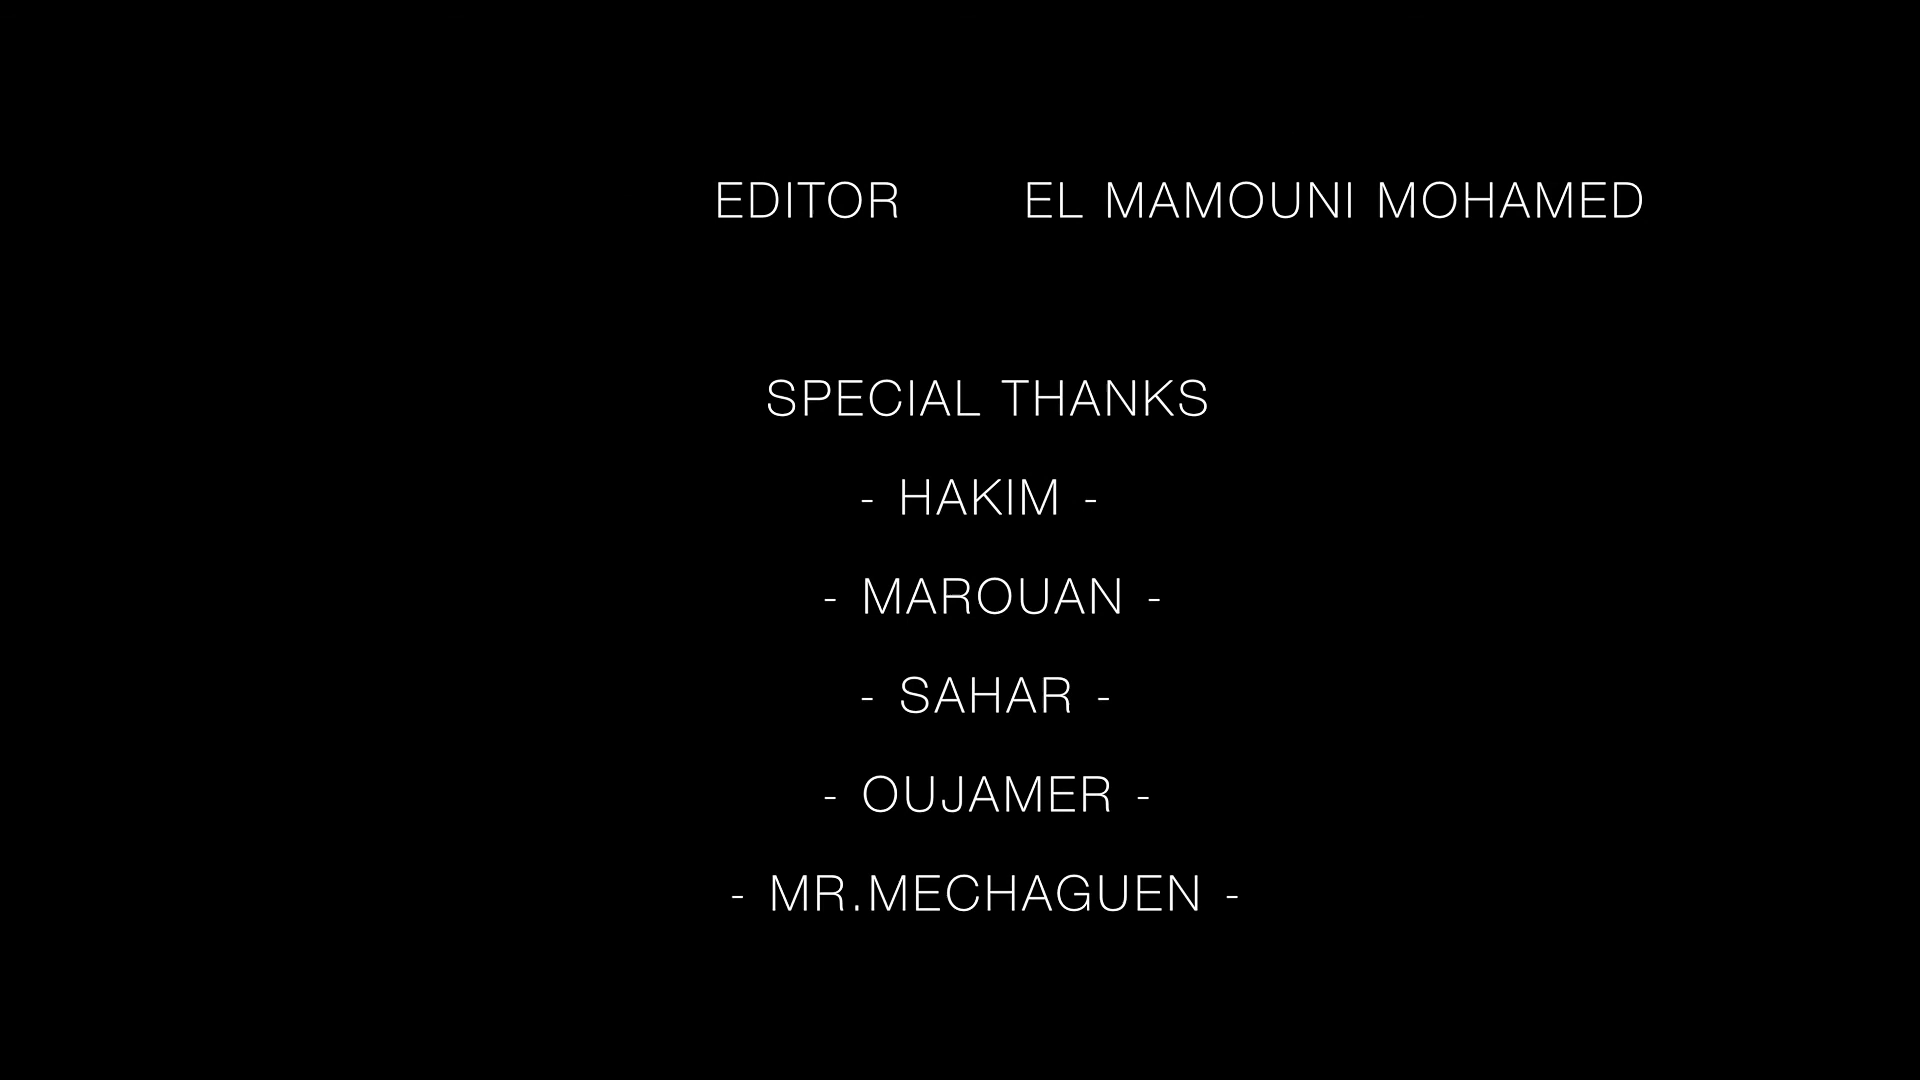 EDITOR EL MAMOUNI MOHAMED
SPECIAL THANKS
- HAKIM -
- MAROUAN -
- SAHAR -
- OUJAMER -
- MR.MECHAGUEN -